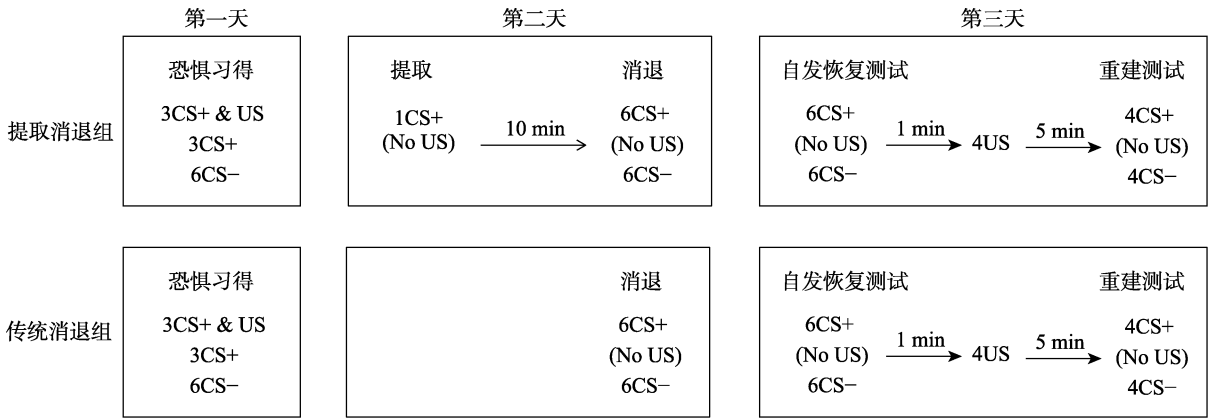 第一天
第二天
第三天
提取消退组
恐惧习得
3CS+ & US
3CS+
6CS−
提取
1CS+
(No US)
10 min
消退
6CS+
(No US)
6CS−
自发恢复测试
6CS+
(No US)
6CS−
1 min
4US
5 min
重建测试
4CS+
(No US)
4CS−
传统消退组
恐惧习得
3CS+ & US
3CS+
6CS−
消退
6CS+
(No US)
6CS−
自发恢复测试
6CS+
(No US)
6CS−
1 min
4US
5 min
重建测试
4CS+
(No US)
4CS−